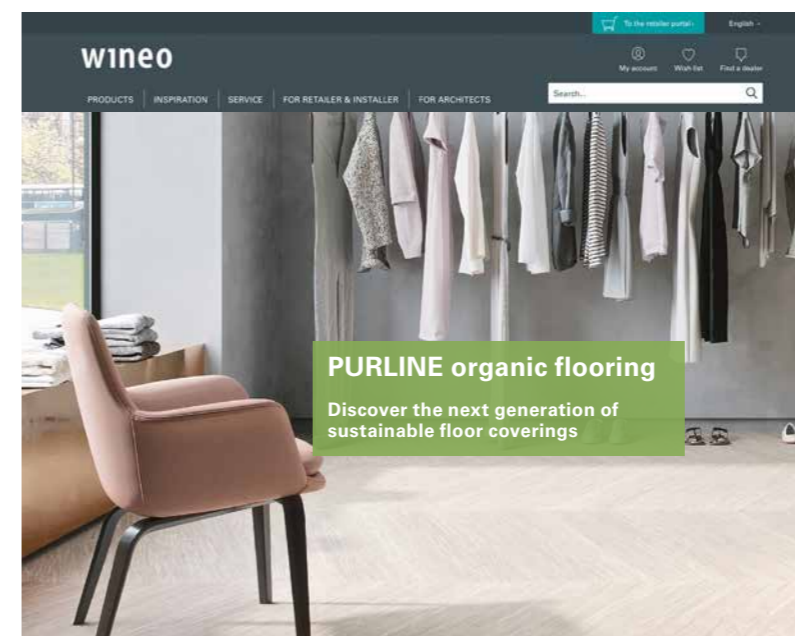 To the retailer portal
English
wineo
My account
Wish list
Find a dealer
PRODUCTS
INSPIRATION
SERVICE
FOR RETAILER & INSTALLER
FOR ARCHITECTS
Search...
PURLINE organic flooring
Discover the next generation of
sustainable floor coverings